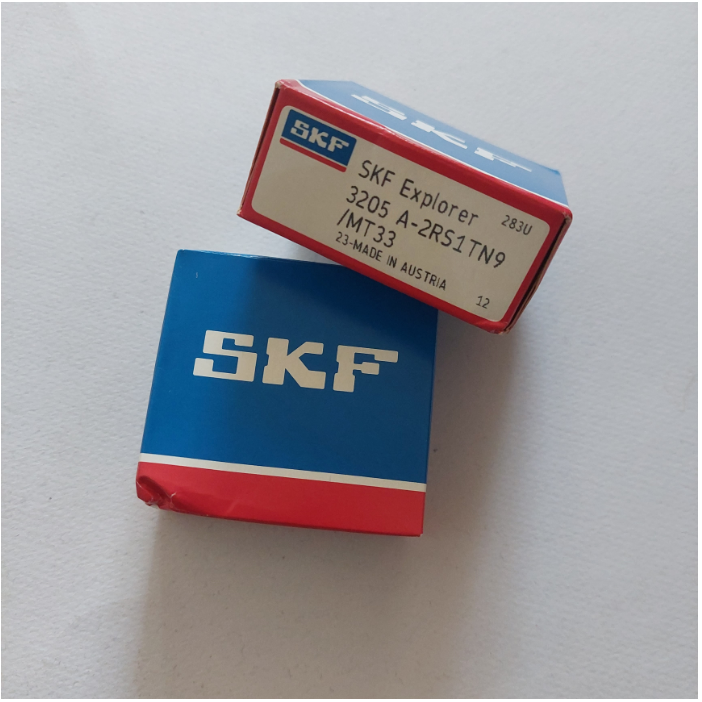 SKF
SKF
SKF Explorer
283U
3205 A-2RS1TN9
/MT33
23-MADE IN AUSTRIA
12
SKF